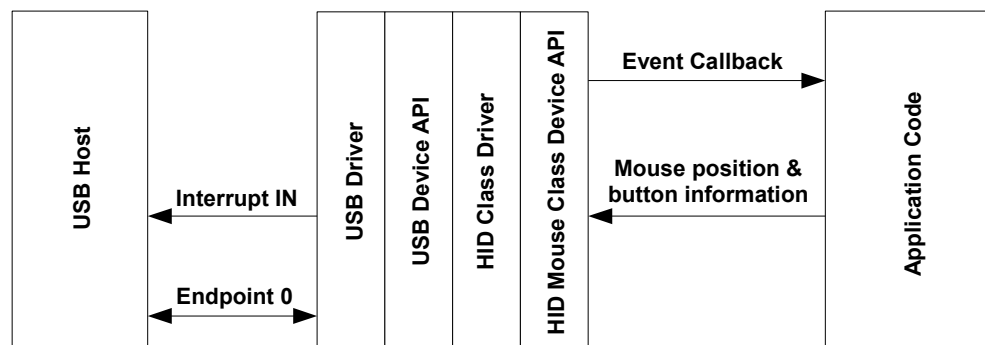 USB Host
Interrupt IN
Endpoint 0
USB Driver
USB Device API
HID Class Driver
HID Mouse Class Device API
Event Callback
Mouse position &
button information
Application Code